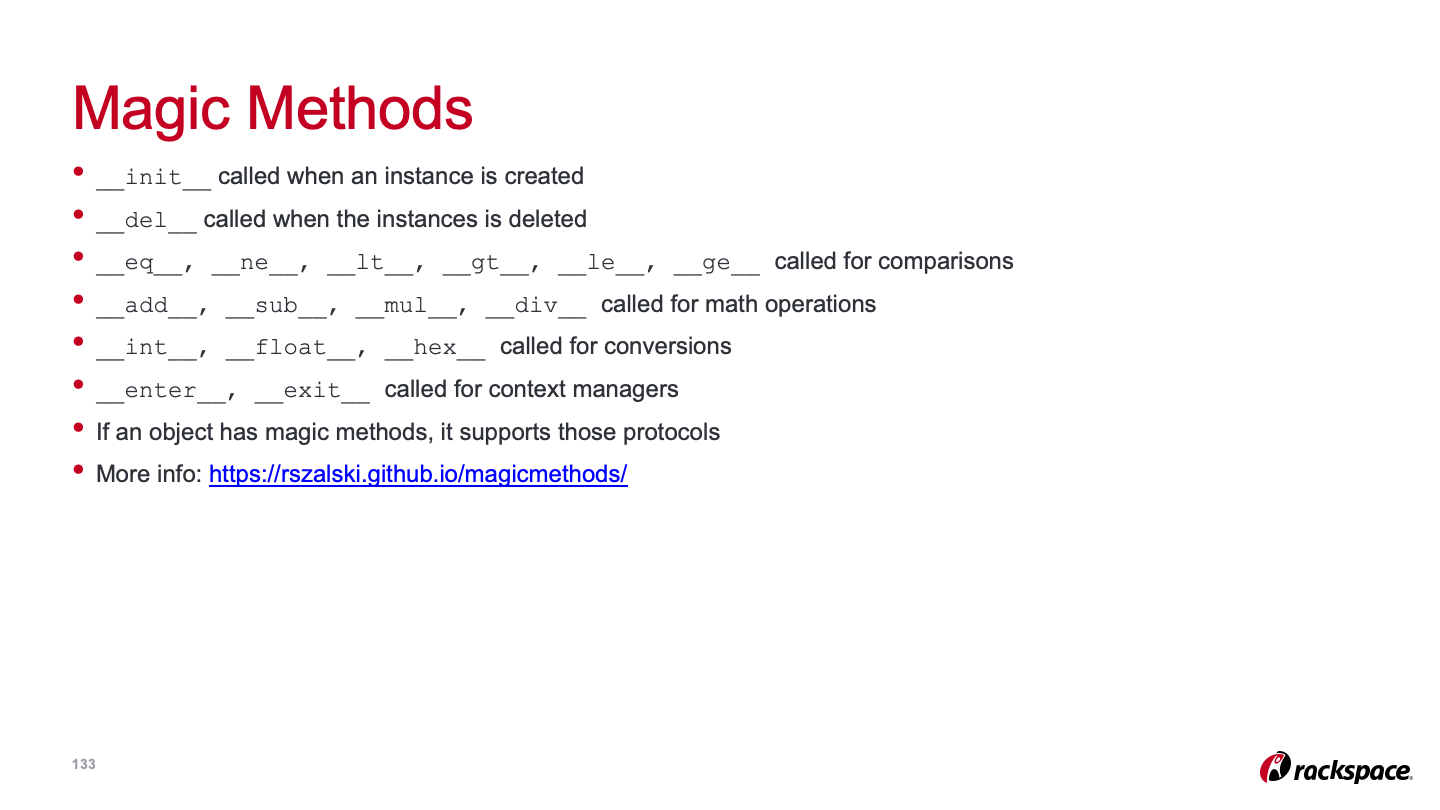 Magic Methods
• __init__ called when an instance is created
• __del__ called when the instances is deleted
• __eq__, __ne__, __lt__, __gt__, __le__, __ge__ called for comparisons
• __add__, __sub__, __mul__, __div__ called for math operations
• __int__, __float__, __hex__ called for conversions
• __enter__, __exit__ called for context managers
• If an object has magic methods, it supports those protocols
• More info: https://rszalski.github.io/magicmethods/
133
rackspace.